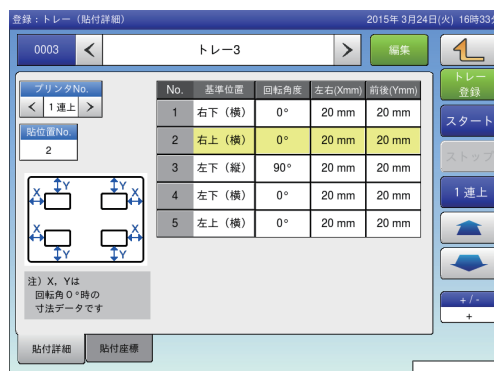 登録：トレー（貼付詳細） 2015年 3月24日(火) 16時33分
0003 < トレー3 > 編集
トレー
登録
スタート
ストップ
1連上
+ / -
+
プリンタNo.
< 1連上 >
貼位置No.
2
X Y Y X
X Y Y X
注）X，Yは
回転角０°時の
寸法データです
No. 基準位置 回転角度 左右(Xmm) 前後(Ymm)
1 右下（横） 0° 20 mm 20 mm
2 右上（横） 0° 20 mm 20 mm
3 左下（縦） 90° 20 mm 20 mm
4 左下（横） 0° 20 mm 20 mm
5 左上（横） 0° 20 mm 20 mm
貼付詳細 貼付座標